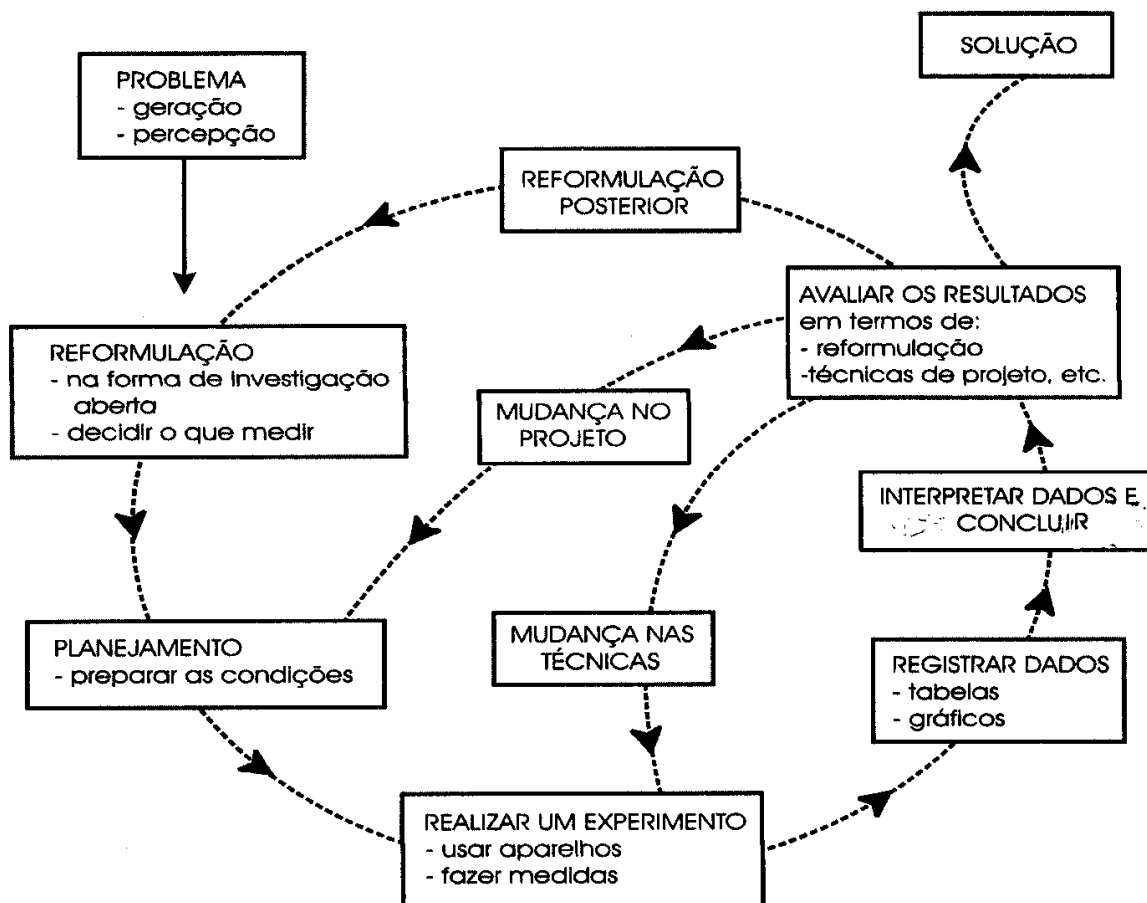 PROBLEMA
- geração
- percepção
SOLUÇÃO
REFORMULAÇÃO
POSTERIOR
REFORMULAÇÃO
- na forma de investigação
aberta
- decidir o que medir
AVALIAR OS RESULTADOS
em termos de:
- reformulação
-técnicas de projeto, etc.
MUDANÇA NO
PROJETO
INTERPRETAR DADOS E
CONCLUIR
PLANEJAMENTO
- preparar as condições
MUDANÇA NAS
TÉCNICAS
REGISTRAR DADOS
- tabelas
- gráficos
REALIZAR UM EXPERIMENTO
- usar aparelhos
- fazer medidas